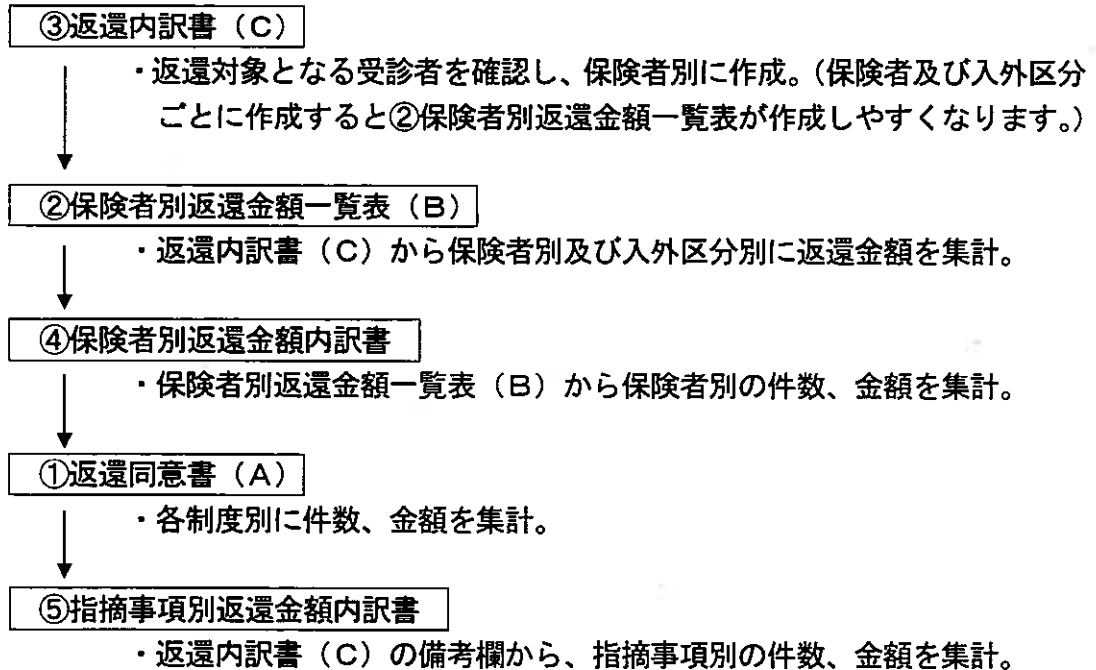 ③返還内訳書（C）
・返還対象となる受診者を確認し、保険者別に作成。（保険者及び入外区分
ごとに作成すると②保険者別返還金額一覧表が作成しやすくなります。）
②保険者別返還金額一覧表（B）
・返還内訳書（C）から保険者別及び入外区分別に返還金額を集計。
④保険者別返還金額内訳書
・保険者別返還金額一覧表（B）から保険者別の件数、金額を集計。
①返還同意書（A）
・各制度別に件数、金額を集計。
⑤指摘事項別返還金額内訳書
・返還内訳書（C）の備考欄から、指摘事項別の件数、金額を集計。